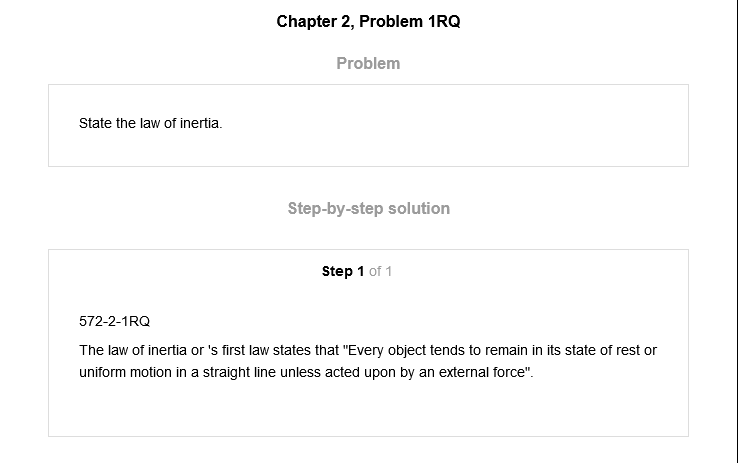 Chapter 2, Problem 1RQ
Problem
State the law of inertia.
Step-by-step solution
Step 1 of 1
572-2-1RQ
The law of inertia or 's first law states that "Every object tends to remain in its state of rest or
uniform motion in a straight line unless acted upon by an external force".